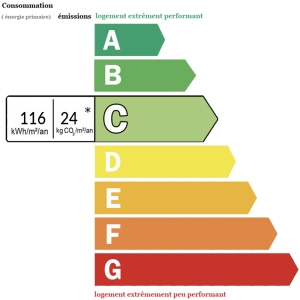 Consommation
( énergie primaire) émissions logement extrêmement performant
A
B
116 24 * C
kWh/m²/an kg CO₂/m²/an
D
E
F
G
logement extrêmement peu performant